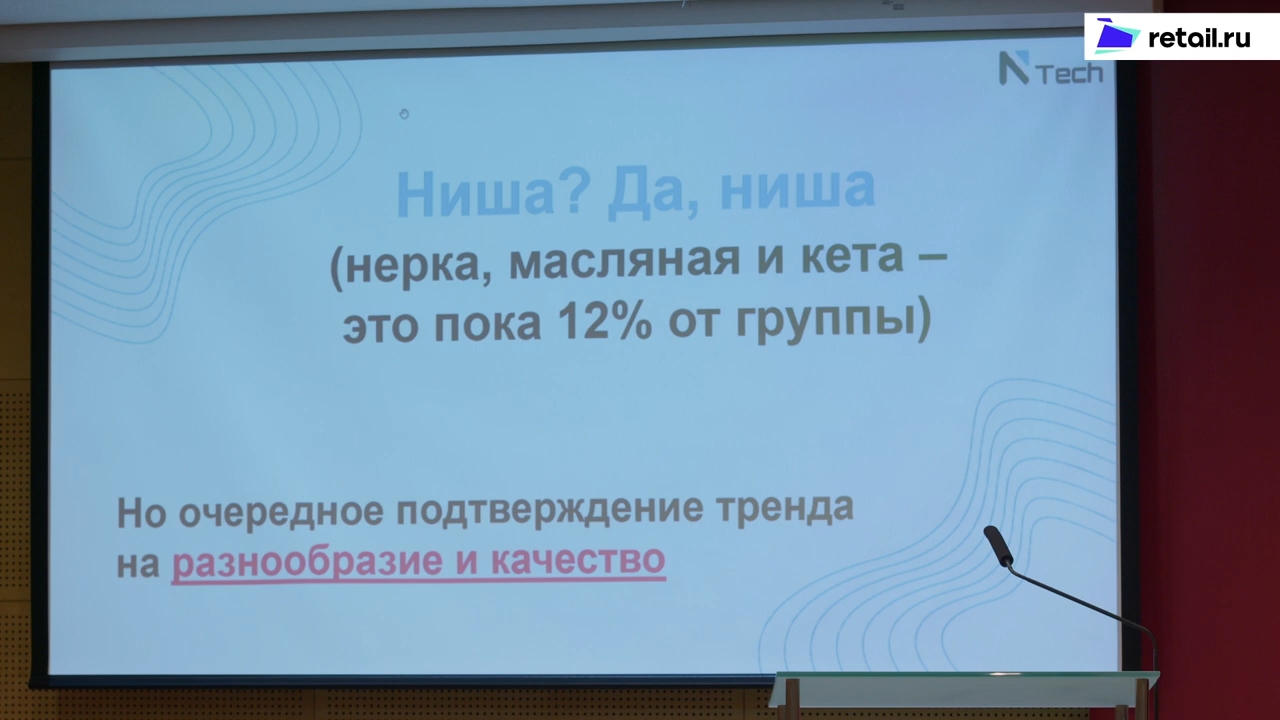 retail.ru
N Tech
Ниша? Да, ниша
(нерка, масляная и кета –
это пока 12% от группы)
Но очередное подтверждение тренда
на разнообразие и качество